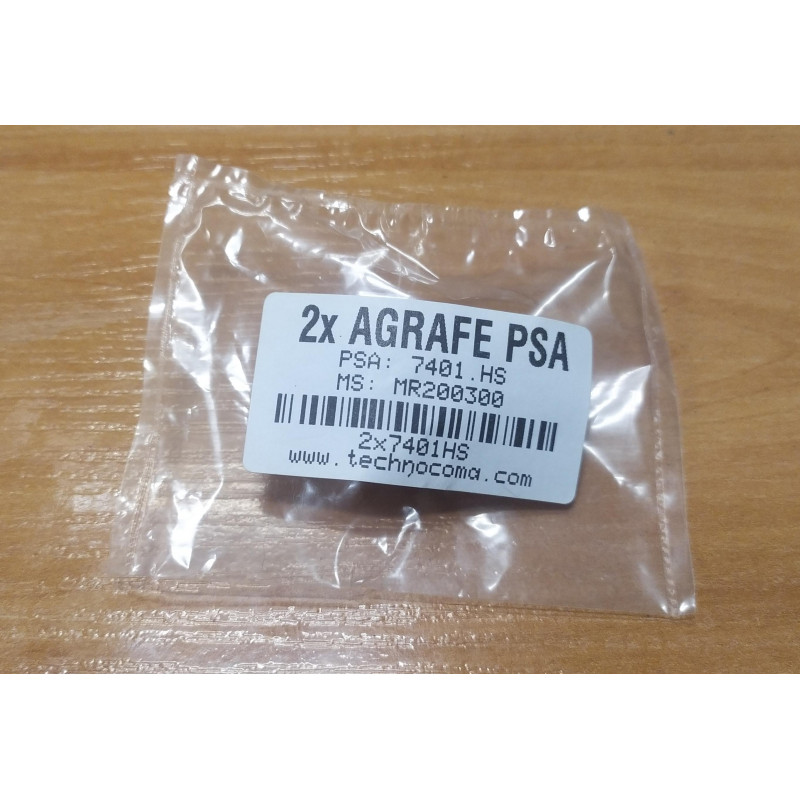 2x AGRAFE PSA
PSA: 7401.HS
MS: MR200300
2x7401HS
www.technocoma.com